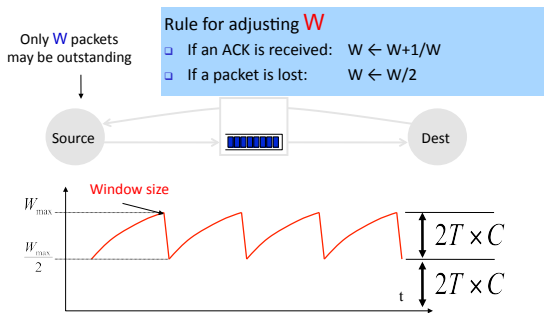 Rule for adjusting W
Only W packets
may be outstanding
❑ If an ACK is received: W ← W+1/W
❑ If a packet is lost: W ← W/2
Source
Dest
Window size
W_max
W_max/2
2T × C
2T × C
t